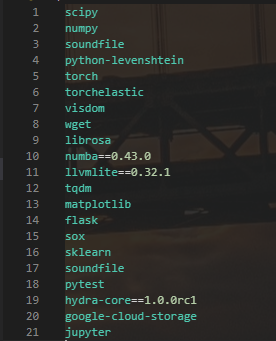 1 scipy
2 numpy
3 soundfile
4 python-levenshtein
5 torch
6 torchelastic
7 visdom
8 wget
9 librosa
10 numba==0.43.0
11 llvmlite==0.32.1
12 tqdm
13 matplotlib
14 flask
15 sox
16 sklearn
17 soundfile
18 pytest
19 hydra-core==1.0.0rc1
20 google-cloud-storage
21 jupyter